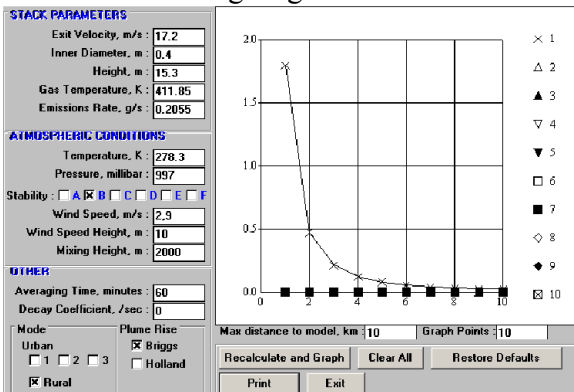 STACK PARAMETERS
Exit Velocity, m/s : 17.2
Inner Diameter, m : 0.4
Height, m : 15.3
Gas Temperature, K : 411.85
Emissions Rate, g/s : 0.2055
ATMOSPHERIC CONDITIONS
Temperature, K : 278.3
Pressure, millibar : 997
Stability : A B C D E F
Wind Speed, m/s : 2.9
Wind Speed Height, m : 10
Mixing Height, m : 2000
OTHER
Averaging Time, minutes : 60
Decay Coefficient, /sec : 0
Mode
Urban
1 2 3
Rural
Plume Rise
Briggs
Holland
2.0
1.5
1.0
0.5
0.0
0 2 4 6 8 10
1
2
3
4
5
6
7
8
9
10
Max distance to model, km : 10 Graph Points : 10
Recalculate and Graph Clear All Restore Defaults
Print Exit